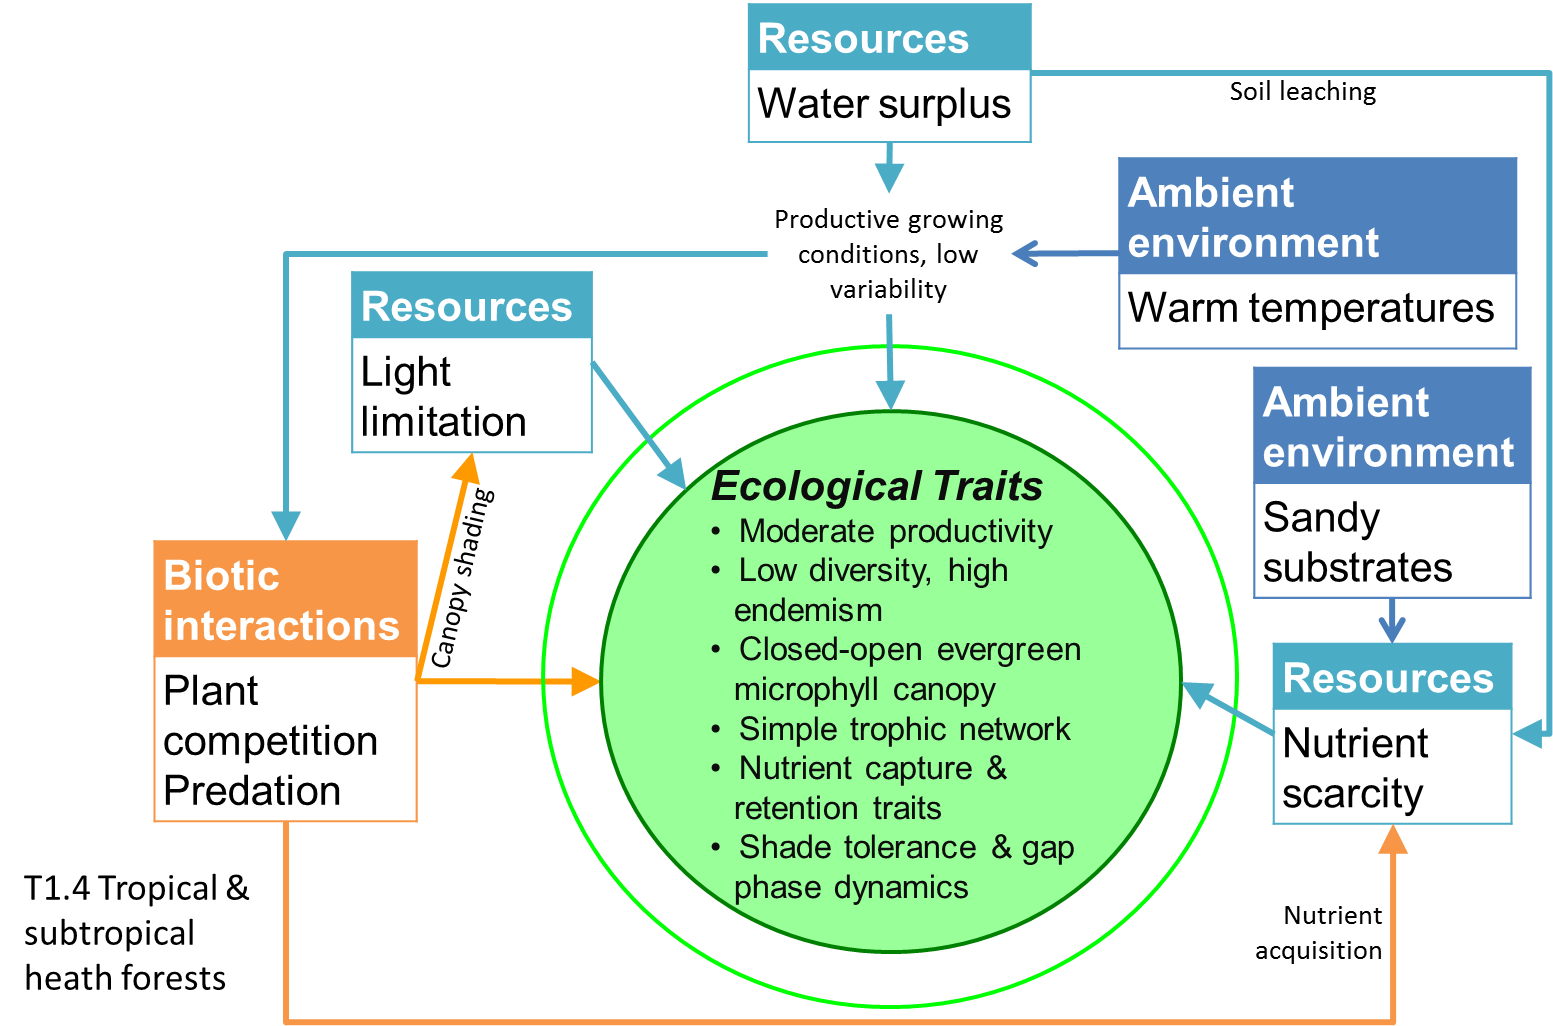 Resources
Water surplus
Soil leaching
Ambient
environment
Warm temperatures
Productive growing
conditions, low
variability
Resources
Light
limitation
Ambient
environment
Sandy
substrates
Ecological Traits
• Moderate productivity
• Low diversity, high
endemism
• Closed-open evergreen
microphyll canopy
• Simple trophic network
• Nutrient capture &
retention traits
• Shade tolerance & gap
phase dynamics
Canopy shading
Biotic
interactions
Plant
competition
Predation
Resources
Nutrient
scarcity
T1.4 Tropical &
subtropical
heath forests
Nutrient
acquisition